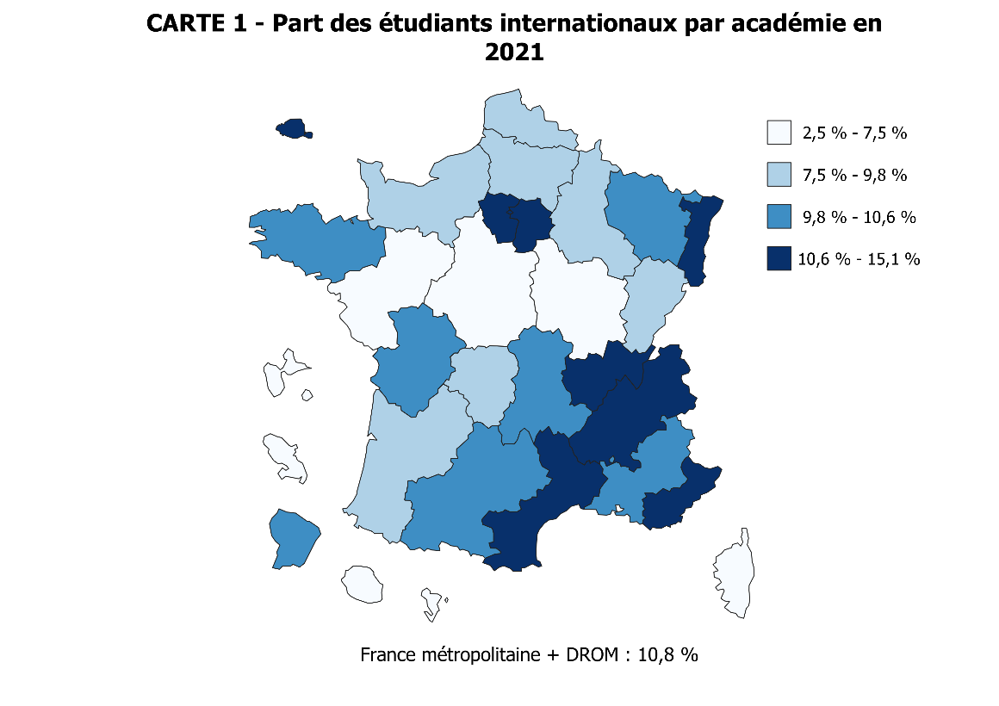 CARTE 1 - Part des étudiants internationaux par académie en
2021
2,5 % - 7,5 %
7,5 % - 9,8 %
9,8 % - 10,6 %
10,6 % - 15,1 %
France métropolitaine + DROM : 10,8 %